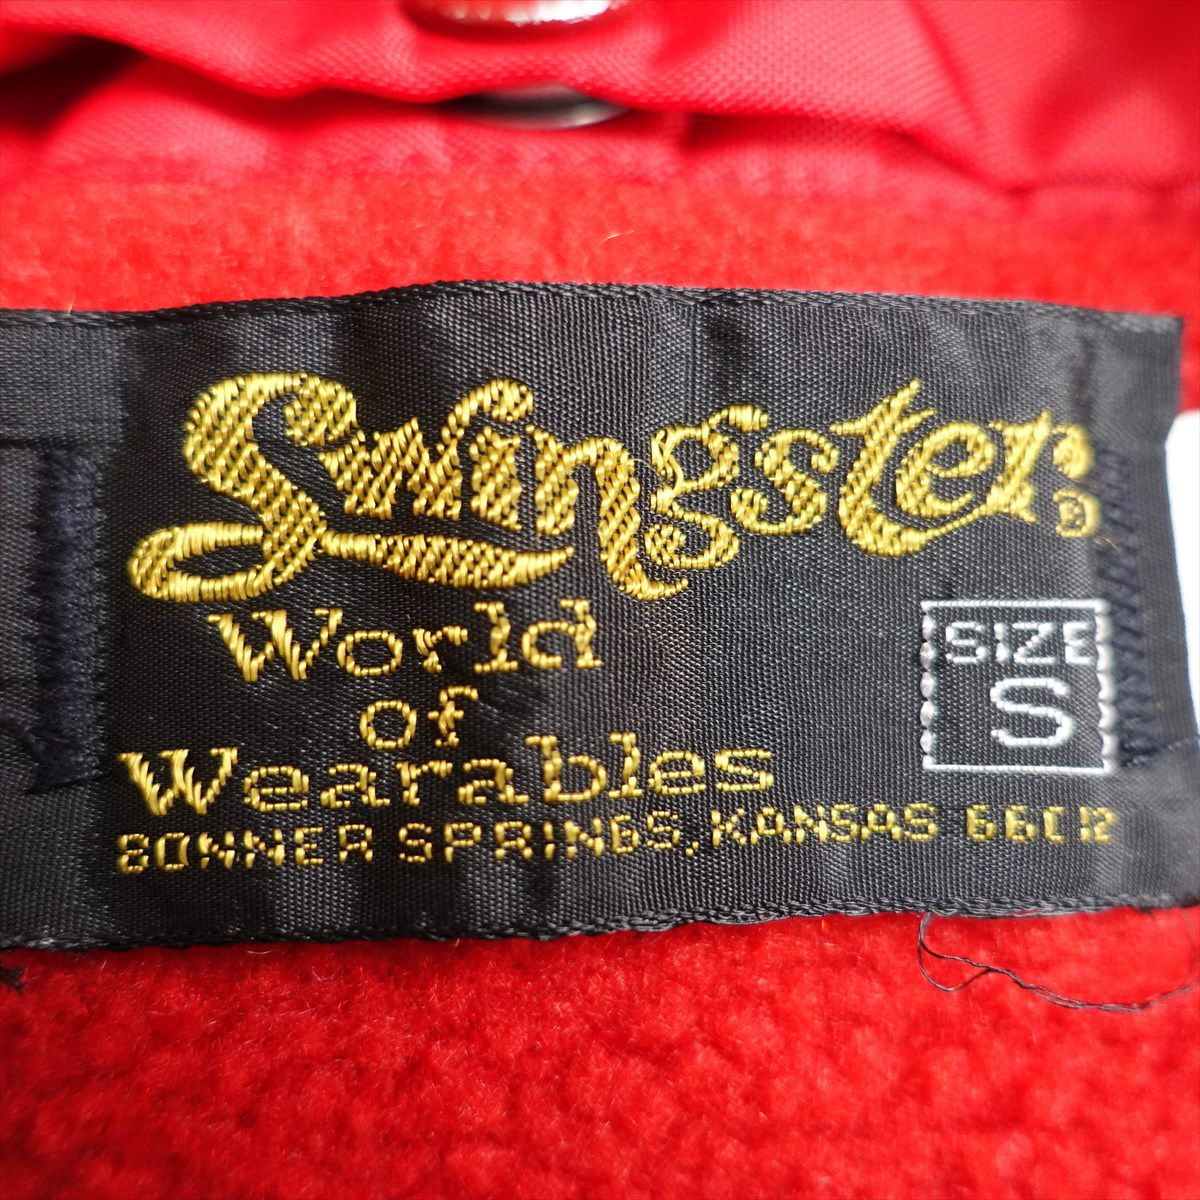 Swingster®
World
of
Wearables
BONNER SPRINGS, KANSAS 66012
SIZE
S